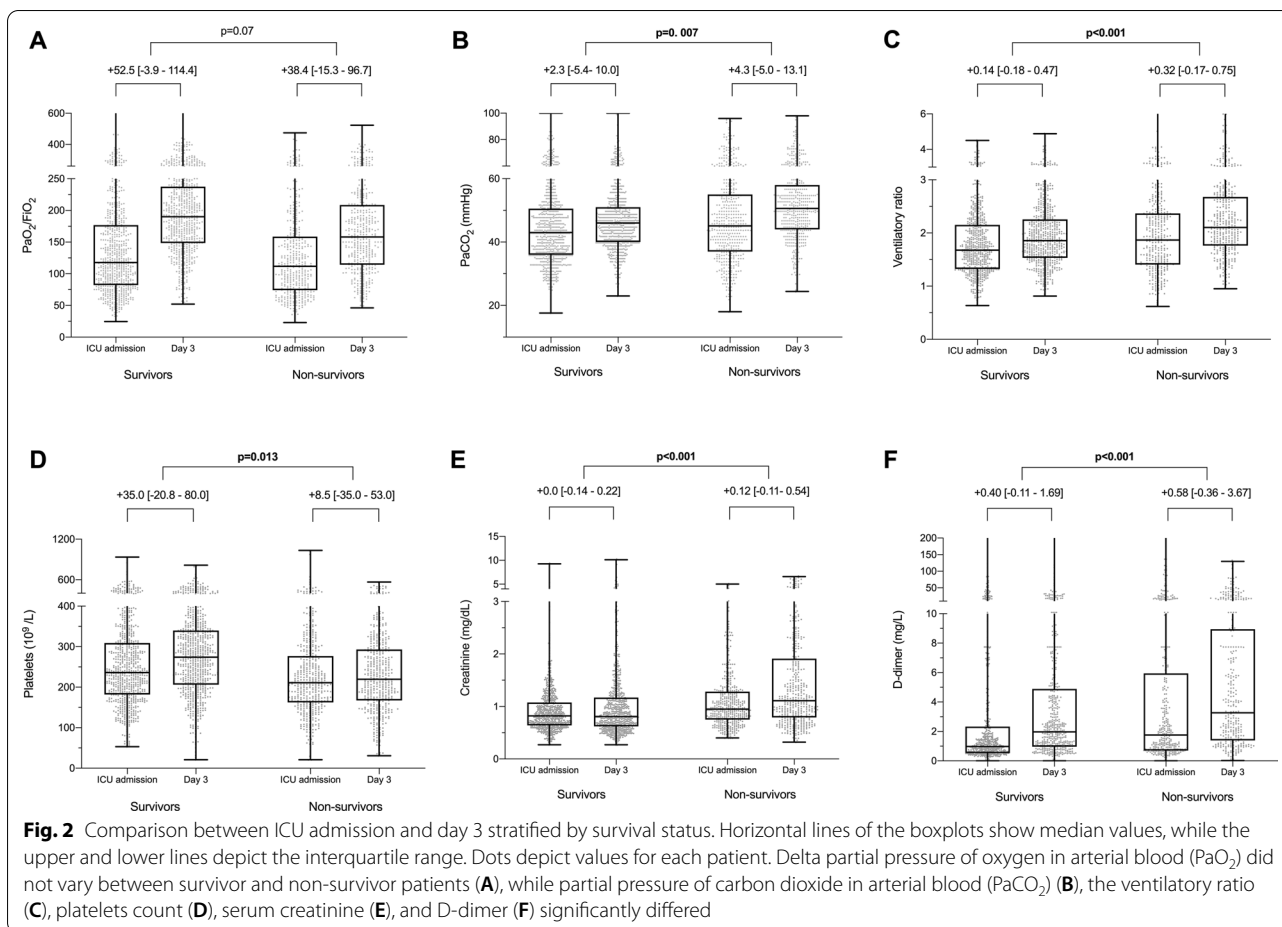 A
p=0.07
+52.5 [-3.9 - 114.4]
+38.4 [-15.3 - 96.7]
600
400
250
200
150
100
50
0
PaO2/FiO2
ICU admission
Day 3
ICU admission
Day 3
Survivors
Non-survivors
B
p=0. 007
+2.3 [-5.4- 10.0]
+4.3 [-5.0 - 13.1]
100
80
60
40
20
PaCO2 (mmHg)
ICU admission
Day 3
ICU admission
Day 3
Survivors
Non-survivors
C
p<0.001
+0.14 [-0.18 - 0.47]
+0.32 [-0.17- 0.75]
6
4
3
2
1
0
Ventilatory ratio
ICU admission
Day 3
ICU admission
Day 3
Survivors
Non-survivors
D
p=0.013
+35.0 [-20.8 - 80.0]
+8.5 [-35.0 - 53.0]
1200
600
400
300
200
100
0
Platelets (10⁹ /L)
ICU admission
Day 3
ICU admission
Day 3
Survivors
Non-survivors
E
p<0.001
+0.0 [-0.14 - 0.22]
+0.12 [-0.11- 0.54]
15
10
5
3
2
1
0
Creatinine (mg/dL)
ICU admission
Day 3
ICU admission
Day 3
Survivors
Non-survivors
F
p<0.001
+0.40 [-0.11 - 1.69]
+0.58 [-0.36 - 3.67]
200
150
100
50
10
8
6
4
2
0
D-dimer (mg/L)
ICU admission
Day 3
ICU admission
Day 3
Survivors
Non-survivors
Fig. 2 Comparison between ICU admission and day 3 stratified by survival status. Horizontal lines of the boxplots show median values, while the
upper and lower lines depict the interquartile range. Dots depict values for each patient. Delta partial pressure of oxygen in arterial blood (PaO2) did
not vary between survivor and non-survivor patients (A), while partial pressure of carbon dioxide in arterial blood (PaCO2) (B), the ventilatory ratio
(C), platelets count (D), serum creatinine (E), and D-dimer (F) significantly differed